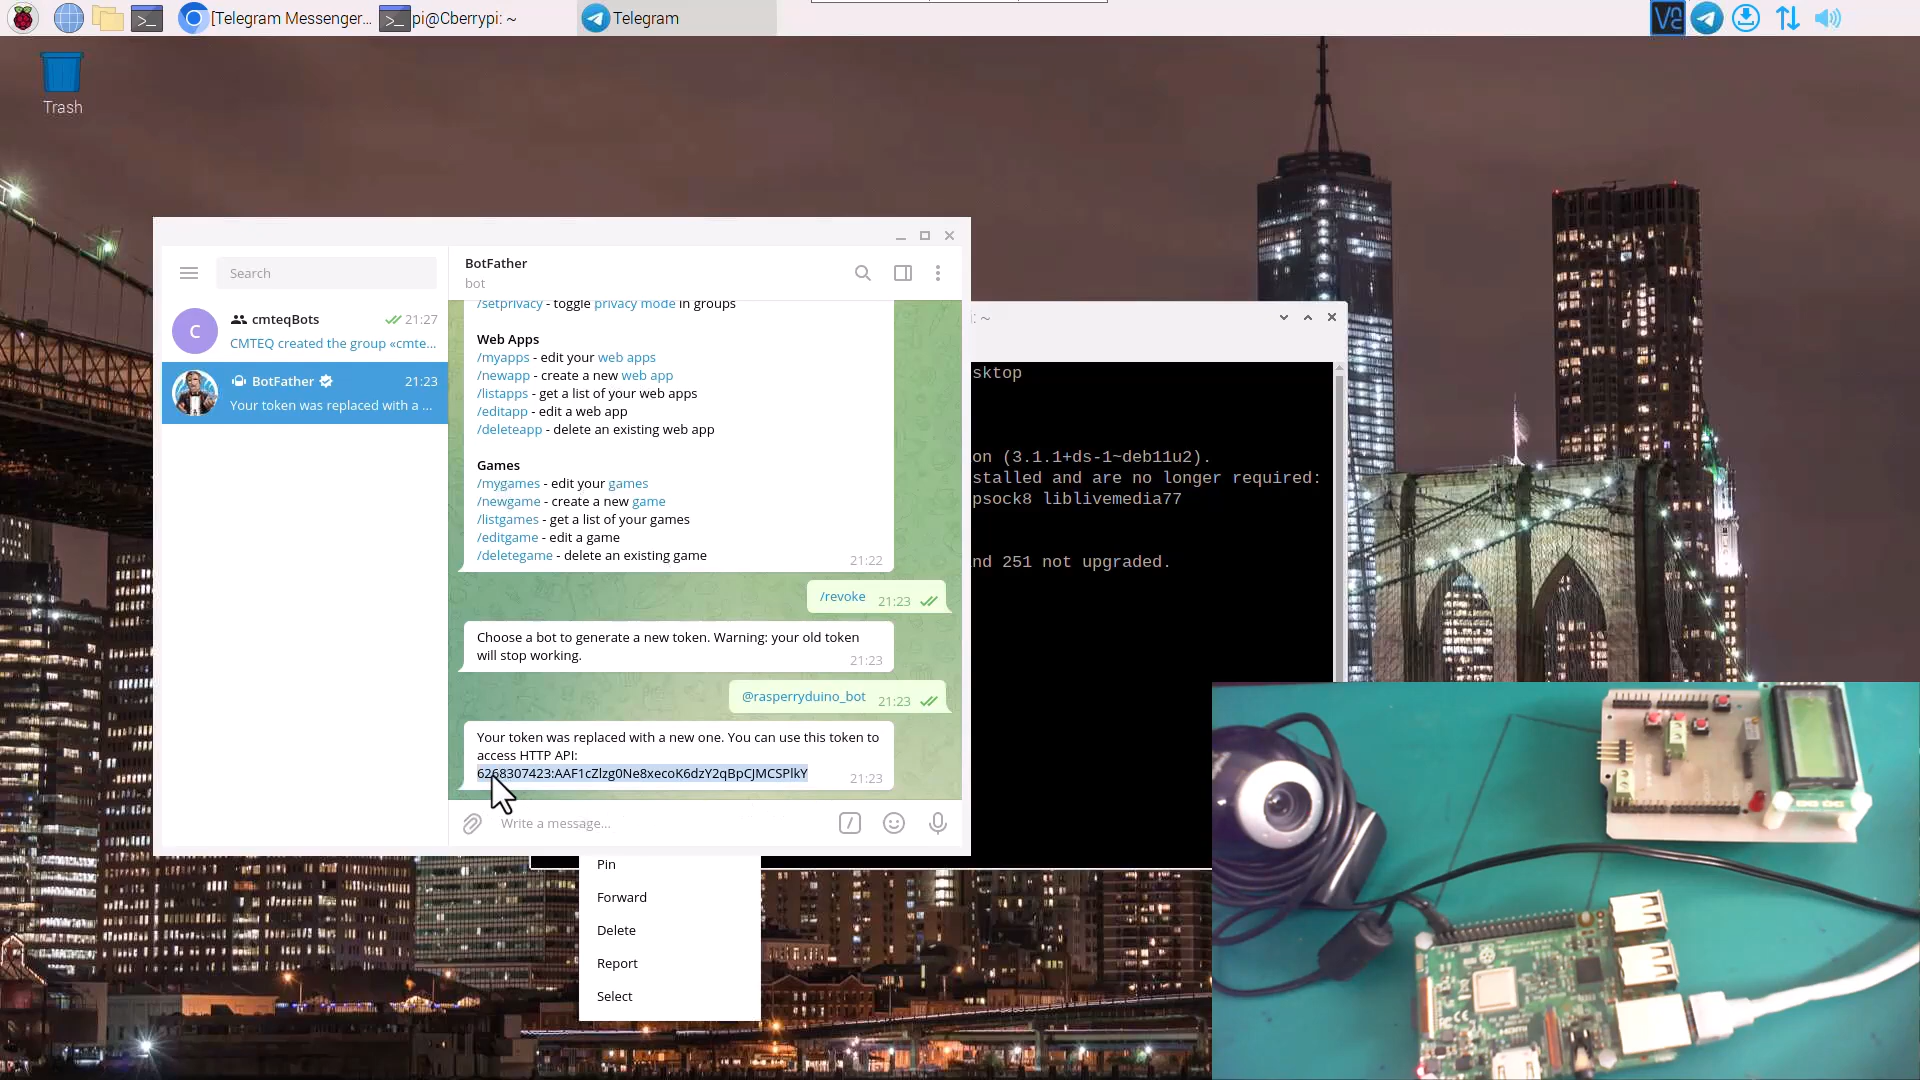 [Telegram Messenger...
pi@Cberrypi: ~
Telegram
Trash
Search
cmteqBots
21:27
CMTEQ created the group «cmte...
BotFather
21:23
Your token was replaced with a ...
BotFather
bot
/setprivacy - toggle privacy mode in groups
Web Apps
/myapps - edit your web apps
/newapp - create a new web app
/listapps - get a list of your web apps
/editapp - edit a web app
/deleteapp - delete an existing web app
Games
/mygames - edit your games
/newgame - create a new game
/listgames - get a list of your games
/editgame - edit a game
/deletegame - delete an existing game
21:22
/revoke
21:23
Choose a bot to generate a new token. Warning: your old token
will stop working.
21:23
@rasperryduino_bot
21:23
Your token was replaced with a new one. You can use this token to
access HTTP API:
6268307423:AAF1cZlzg0Ne8xecoK6dzY2qBpCJMCSPlkY
21:23
Write a message...
Pin
Forward
Delete
Report
Select
: ~
sktop
on (3.1.1+ds-1~deb11u2).
stalled and are no longer required:
psock8 liblivemedia77
nd 251 not upgraded.
C